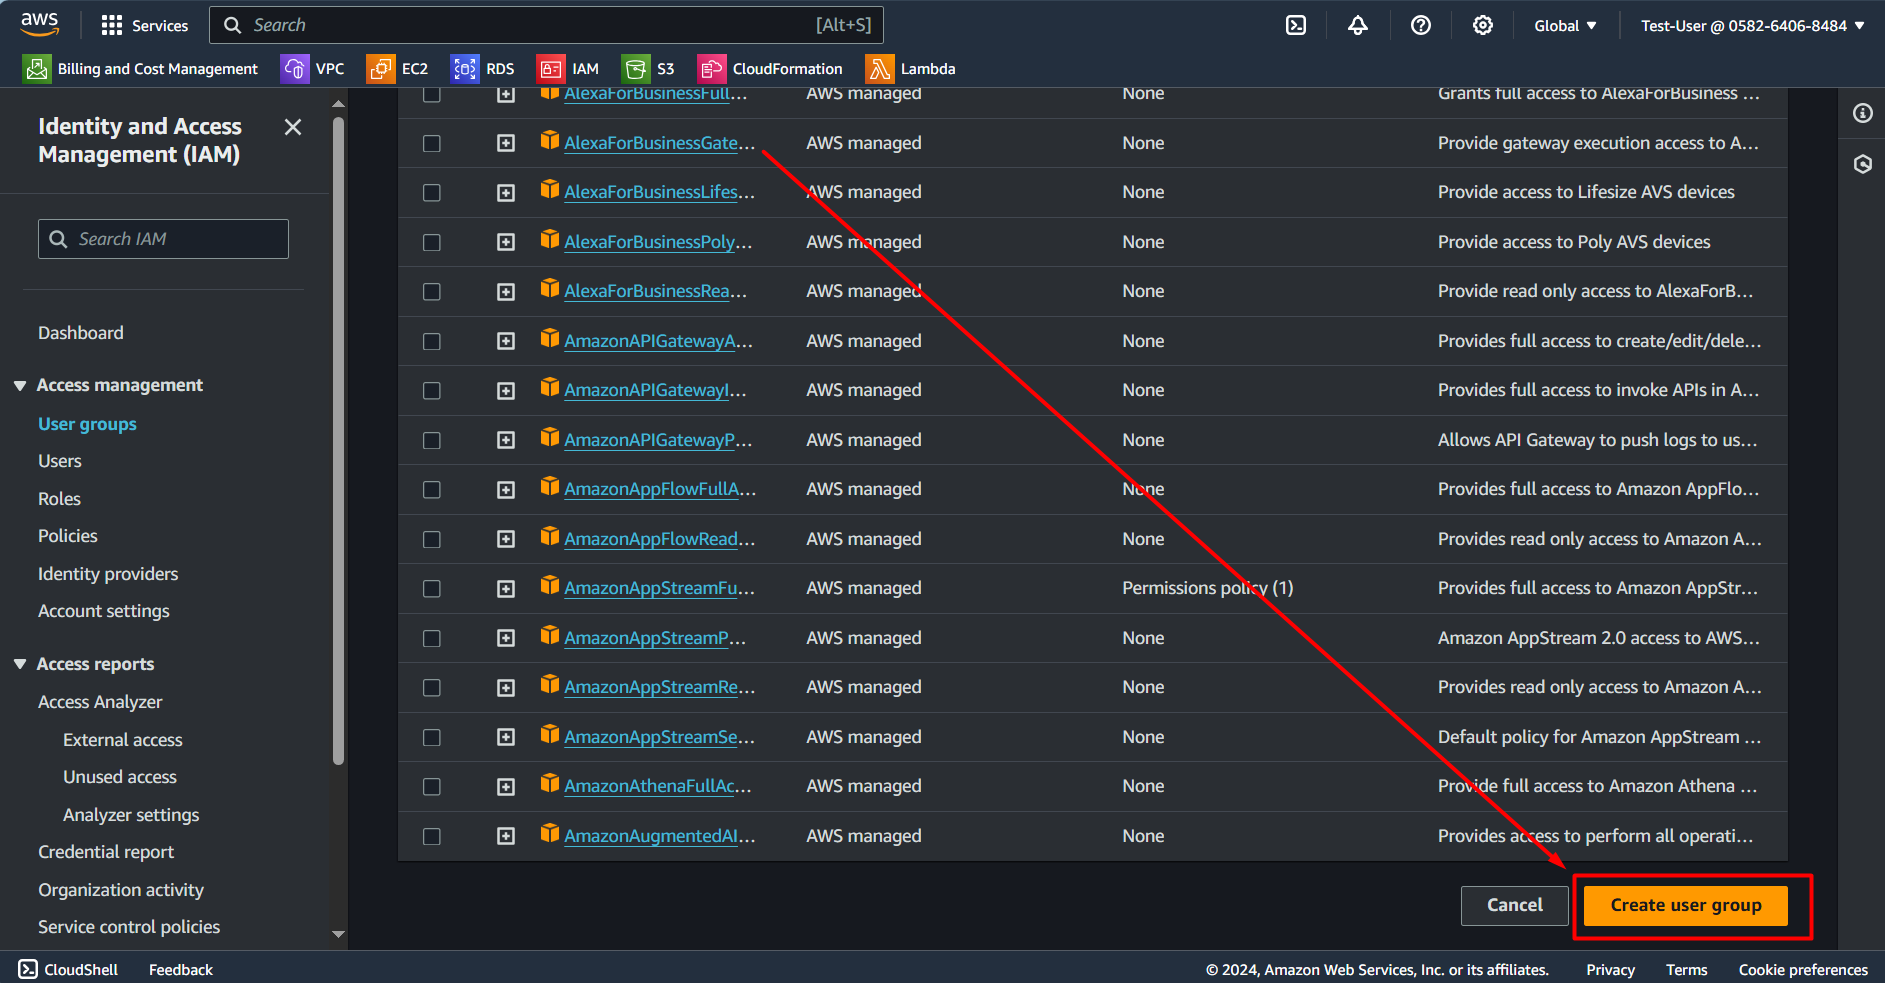 aws
Services
Search
[Alt+S]
Global
Test-User @ 0582-6406-8484
Billing and Cost Management
VPC
EC2
RDS
IAM
S3
CloudFormation
Lambda
Identity and Access
Management (IAM)
Search IAM
Dashboard
Access management
User groups
Users
Roles
Policies
Identity providers
Account settings
Access reports
Access Analyzer
External access
Unused access
Analyzer settings
Credential report
Organization activity
Service control policies
AlexaForBusinessFull... AWS managed None Grants full access to AlexaForBusiness ...
AlexaForBusinessGate... AWS managed None Provide gateway execution access to A...
AlexaForBusinessLifes... AWS managed None Provide access to Lifesize AVS devices
AlexaForBusinessPoly... AWS managed None Provide access to Poly AVS devices
AlexaForBusinessRea... AWS managed None Provide read only access to AlexaForB...
AmazonAPIGatewayA... AWS managed None Provides full access to create/edit/dele...
AmazonAPIGatewayI... AWS managed None Provides full access to invoke APIs in A...
AmazonAPIGatewayP... AWS managed None Allows API Gateway to push logs to us...
AmazonAppFlowFullA... AWS managed None Provides full access to Amazon AppFlo...
AmazonAppFlowRead... AWS managed None Provides read only access to Amazon A...
AmazonAppStreamFu... AWS managed Permissions policy (1) Provides full access to Amazon AppStr...
AmazonAppStreamP... AWS managed None Amazon AppStream 2.0 access to AWS...
AmazonAppStreamRe... AWS managed None Provides read only access to Amazon A...
AmazonAppStreamSe... AWS managed None Default policy for Amazon AppStream ...
AmazonAthenaFullAc... AWS managed None Provide full access to Amazon Athena ...
AmazonAugmentedAI... AWS managed None Provides access to perform all operati...
Cancel
Create user group
CloudShell
Feedback
© 2024, Amazon Web Services, Inc. or its affiliates.
Privacy
Terms
Cookie preferences